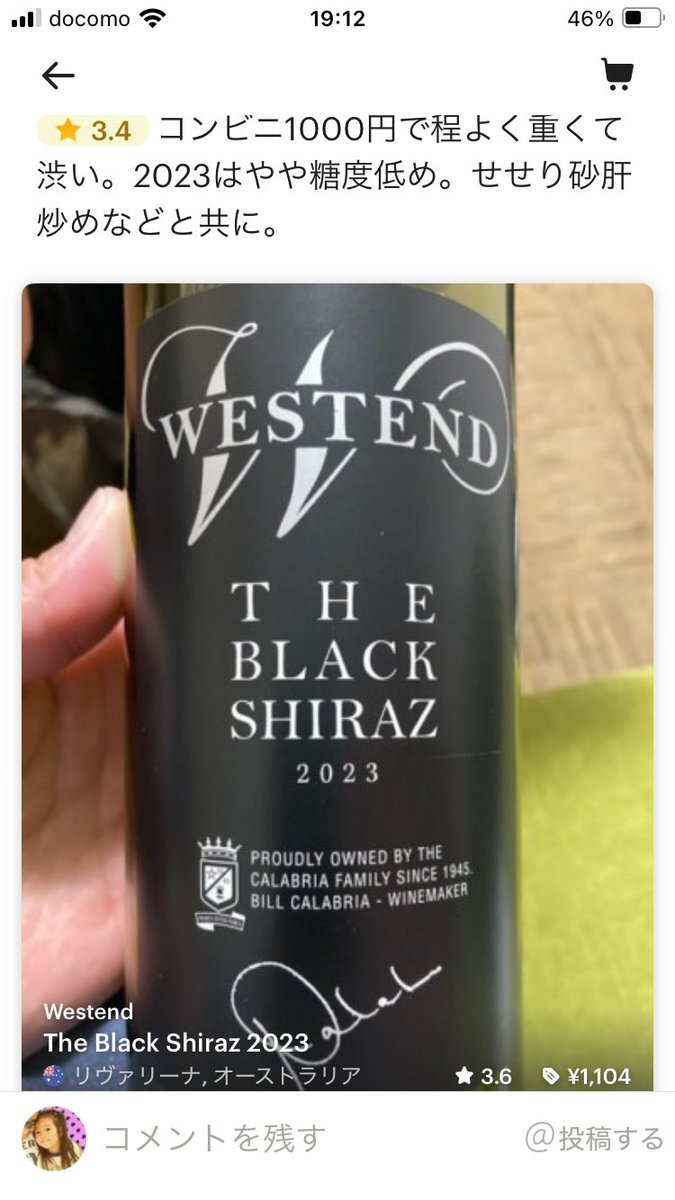 docomo 19:12 46%
3.4 コンビニ1000円で程よく重くて
渋い。2023はやや糖度低め。せせり砂肝
炒めなどと共に。
WESTEND
THE
BLACK
SHIRAZ
2023
PROUDLY OWNED BY THE
CALABRIA FAMILY SINCE 1945.
BILL CALABRIA - WINEMAKER
Westend
The Black Shiraz 2023
リヴァリーナ, オーストラリア 3.6 ¥1,104
コメントを残す @投稿する